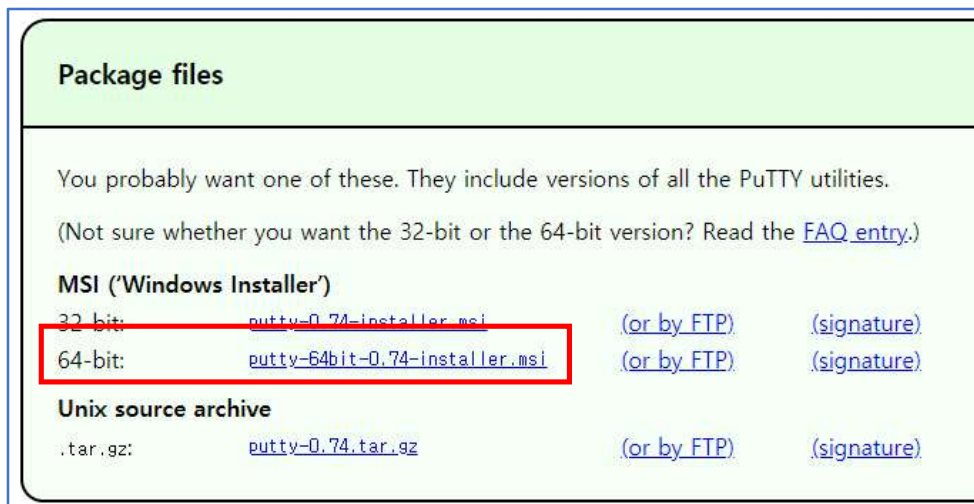 Package files
You probably want one of these. They include versions of all the PuTTY utilities.
(Not sure whether you want the 32-bit or the 64-bit version? Read the FAQ entry.)
MSI (‘Windows Installer’)
32-bit: putty-0.74-installer.msi (or by FTP) (signature)
64-bit: putty-64bit-0.74-installer.msi (or by FTP) (signature)
Unix source archive
.tar.gz: putty-0.74.tar.gz (or by FTP) (signature)